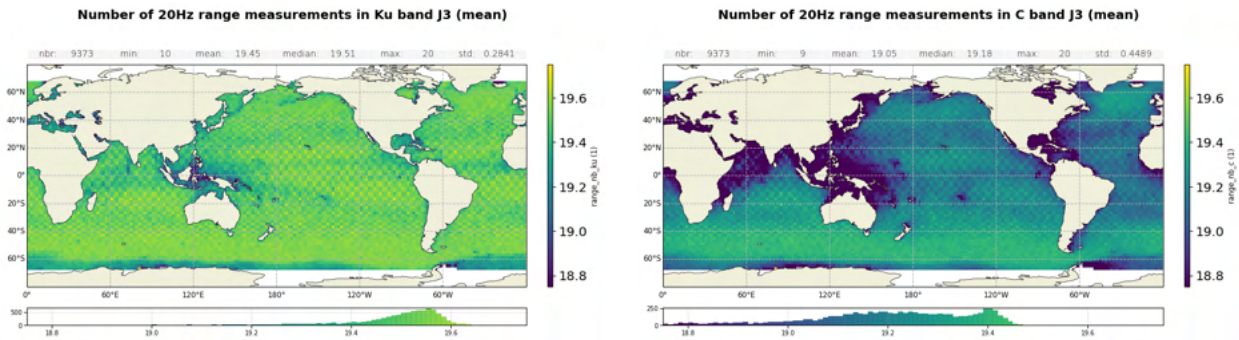 Number of 20Hz range measurements in Ku band J3 (mean)
nbr: 9373 min: 10 mean: 19.45 median: 19.51 max: 20 std: 0.2841
60°N
40°N
20°N
0°
20°S
40°S
60°S
0° 60°E 120°E 180° 120°W 60°W
19.6
19.4
19.2
19.0
18.8
range_nb_ku (1)
500
0
18.8 19.0 19.2 19.4 19.6
Number of 20Hz range measurements in C band J3 (mean)
nbr: 9373 min: 9 mean: 19.05 median: 19.18 max: 20 std: 0.4489
60°N
40°N
20°N
0°
20°S
40°S
60°S
0° 60°E 120°E 180° 120°W 60°W
19.6
19.4
19.2
19.0
18.8
range_nb_c (1)
250
0
18.8 19.0 19.2 19.4 19.6